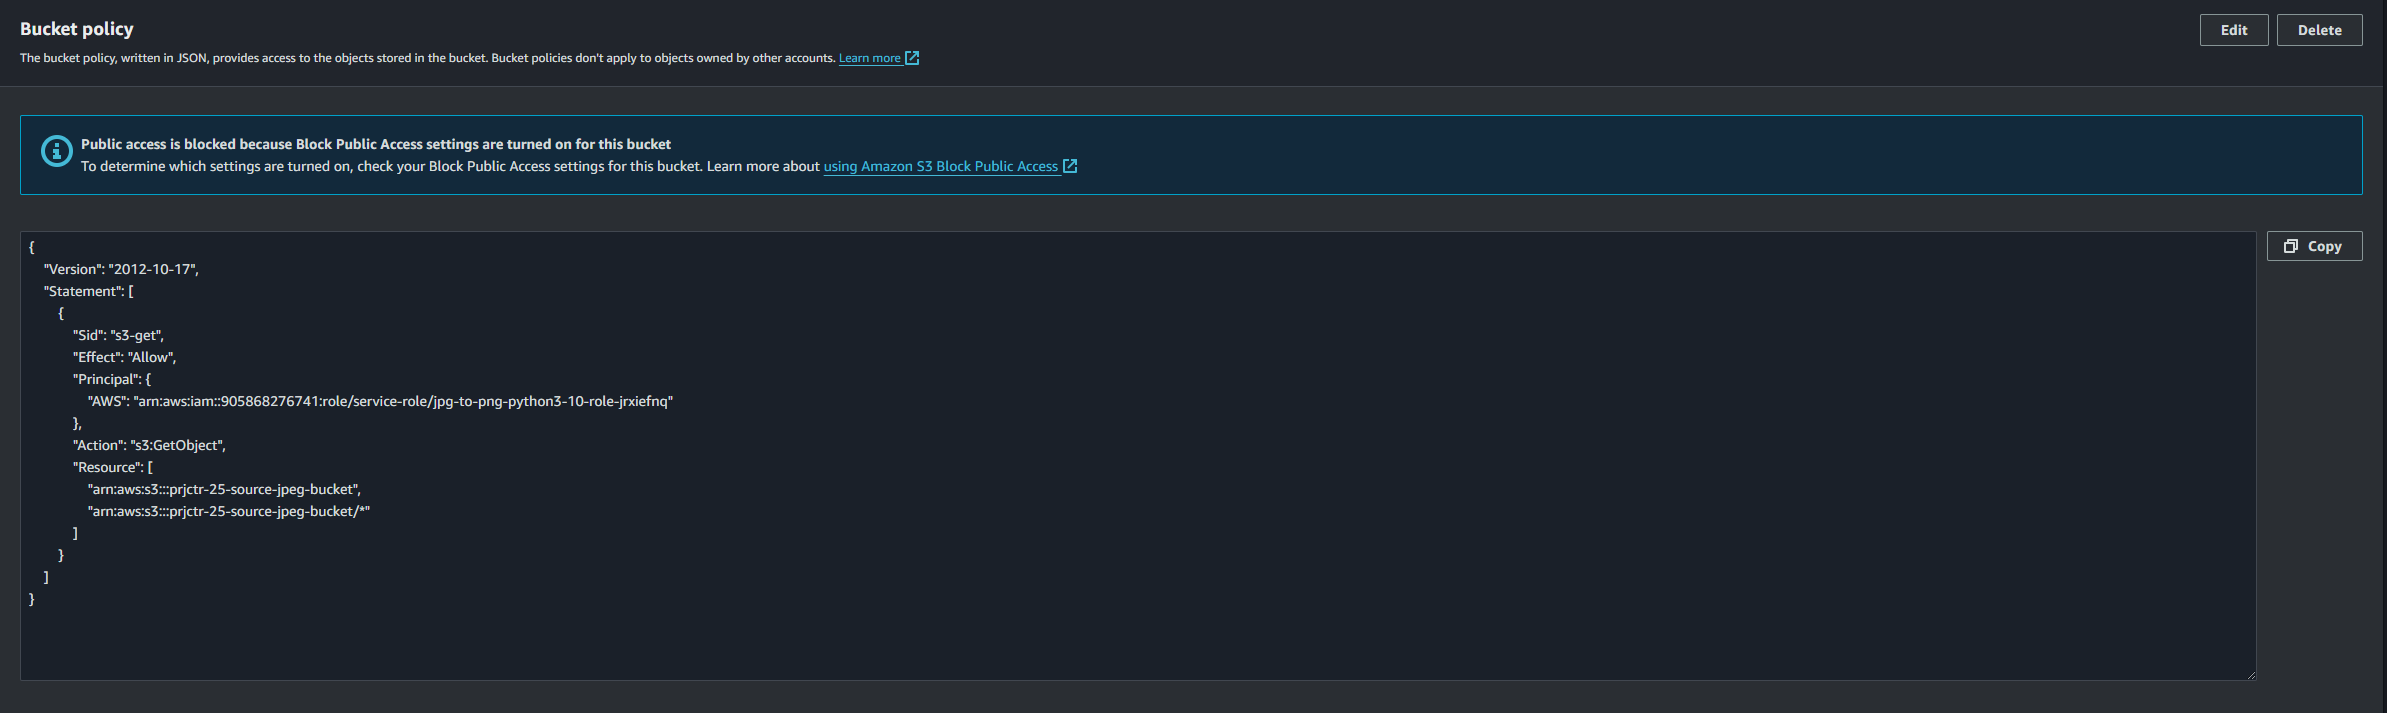 Bucket policy
Edit
Delete
The bucket policy, written in JSON, provides access to the objects stored in the bucket. Bucket policies don't apply to objects owned by other accounts. Learn more
Public access is blocked because Block Public Access settings are turned on for this bucket
To determine which settings are turned on, check your Block Public Access settings for this bucket. Learn more about using Amazon S3 Block Public Access
Copy
{
"Version": "2012-10-17",
"Statement": [
{
"Sid": "s3-get",
"Effect": "Allow",
"Principal": {
"AWS": "arn:aws:iam::905868276741:role/service-role/jpg-to-png-python3-10-role-jrxiefnq"
},
"Action": "s3:GetObject",
"Resource": [
"arn:aws:s3:::prjctr-25-source-jpeg-bucket",
"arn:aws:s3:::prjctr-25-source-jpeg-bucket/*"
]
}
]
}